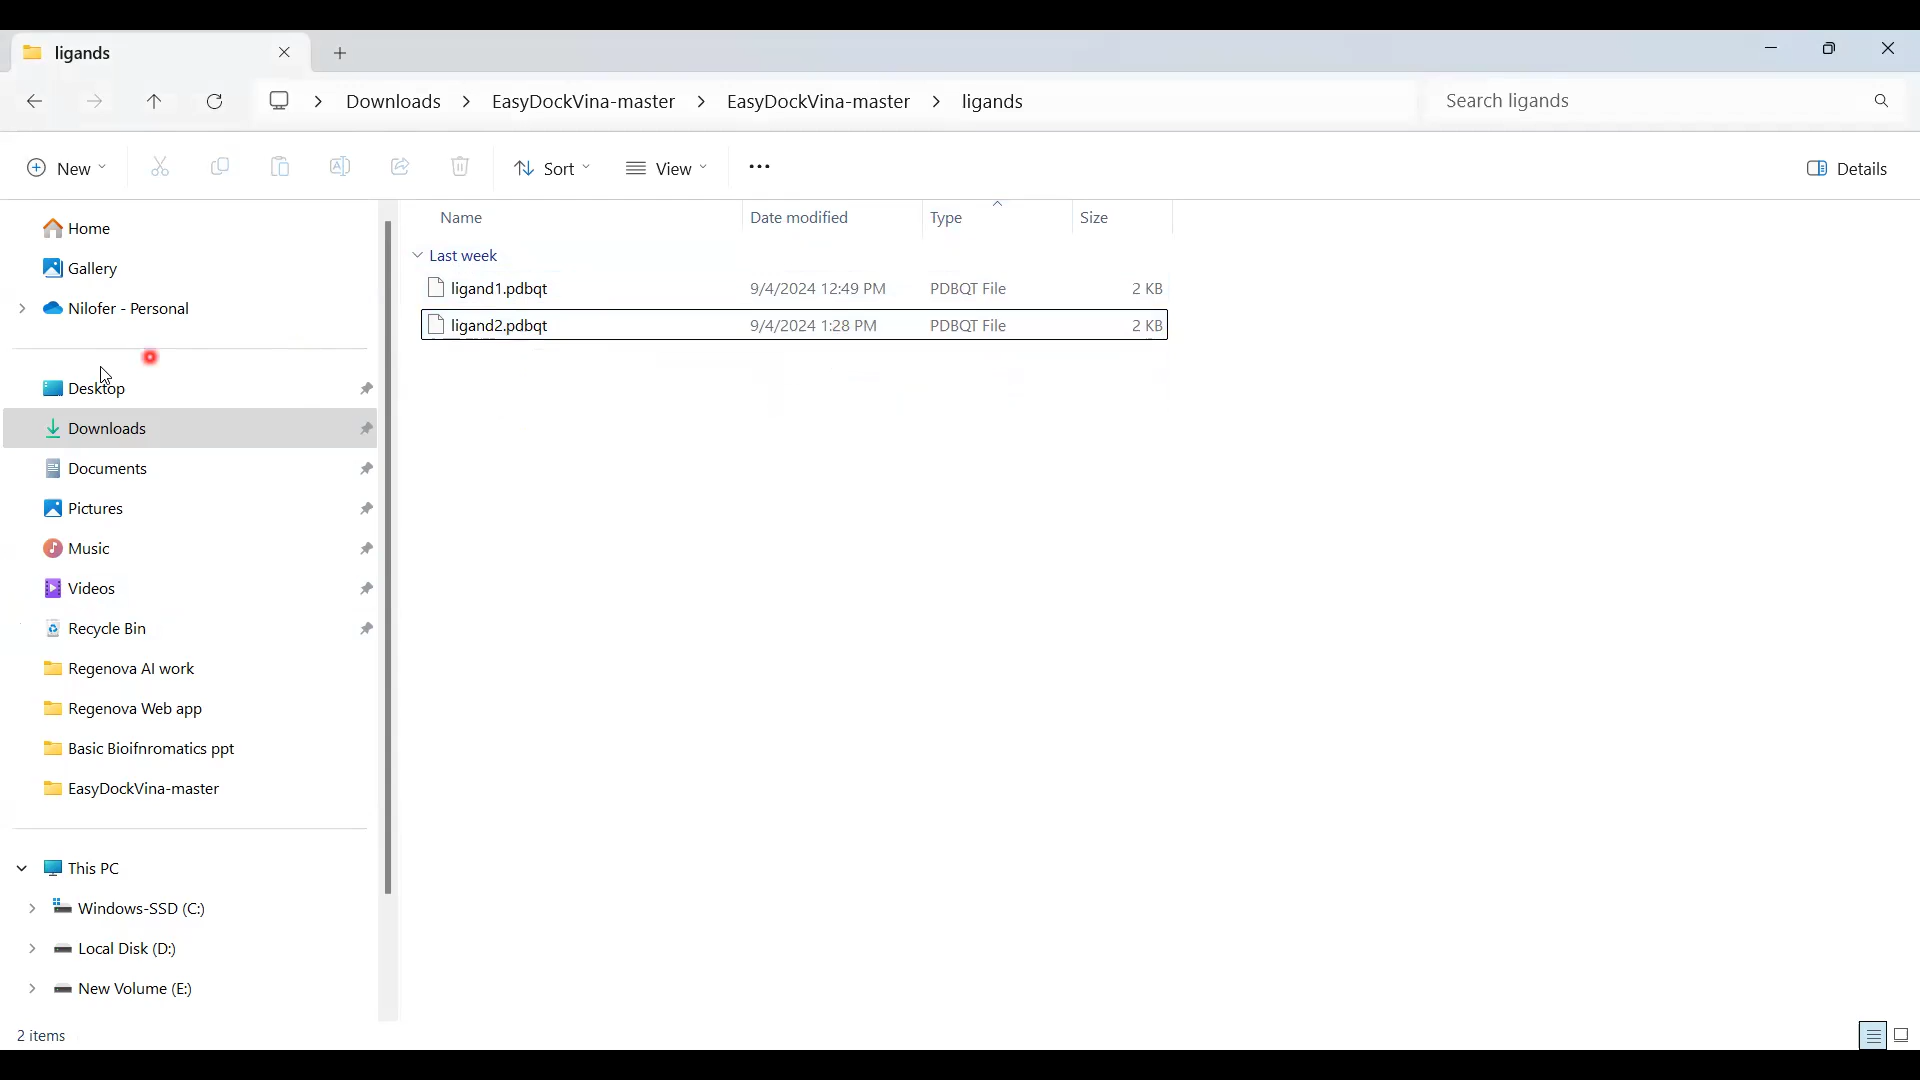 ligands
Downloads > EasyDockVina-master > EasyDockVina-master > ligands
Search ligands
New
Sort
View
Details
Name Date modified Type Size
Last week
ligand1.pdbqt 9/4/2024 12:49 PM PDBQT File 2 KB
ligand2.pdbqt 9/4/2024 1:28 PM PDBQT File 2 KB
Home
Gallery
Nilofer - Personal
Desktop
Downloads
Documents
Pictures
Music
Videos
Recycle Bin
Regenova AI work
Regenova Web app
Basic Bioifnromatics ppt
EasyDockVina-master
This PC
Windows-SSD (C:)
Local Disk (D:)
New Volume (E:)
2 items